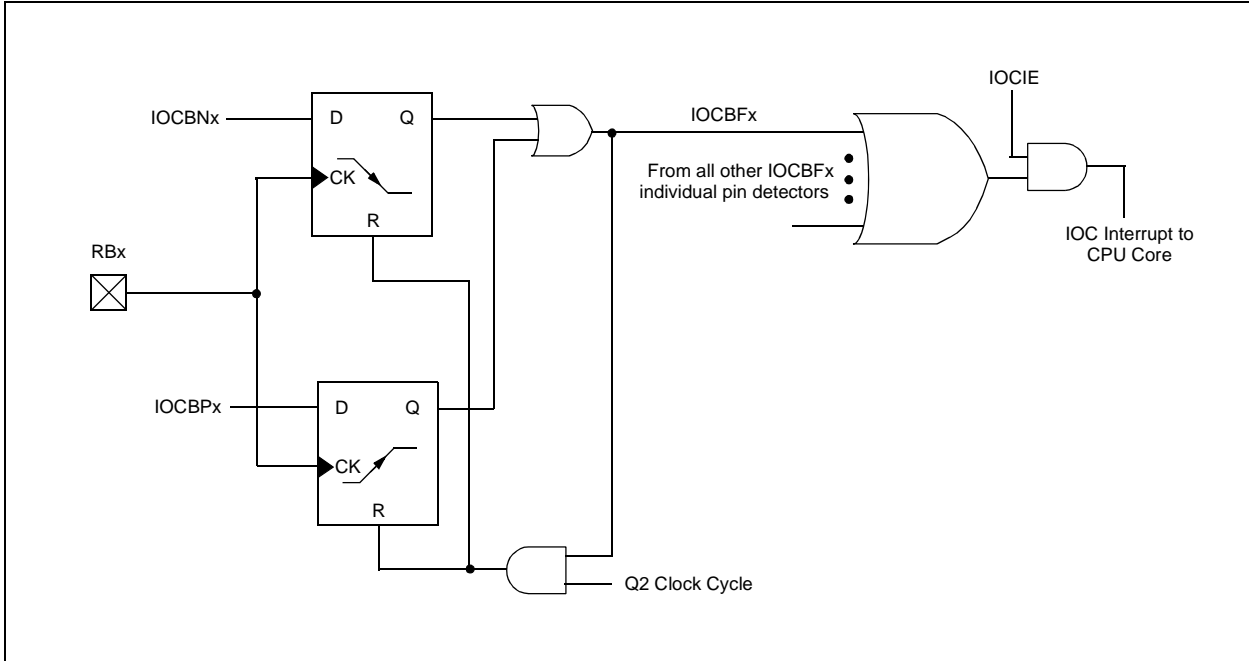 IOCIE
IOCBNx
D
Q
IOCBFx
CK
From all other IOCBFx
individual pin detectors
R
IOC Interrupt to
CPU Core
RBx
IOCBPx
D
Q
CK
R
Q2 Clock Cycle